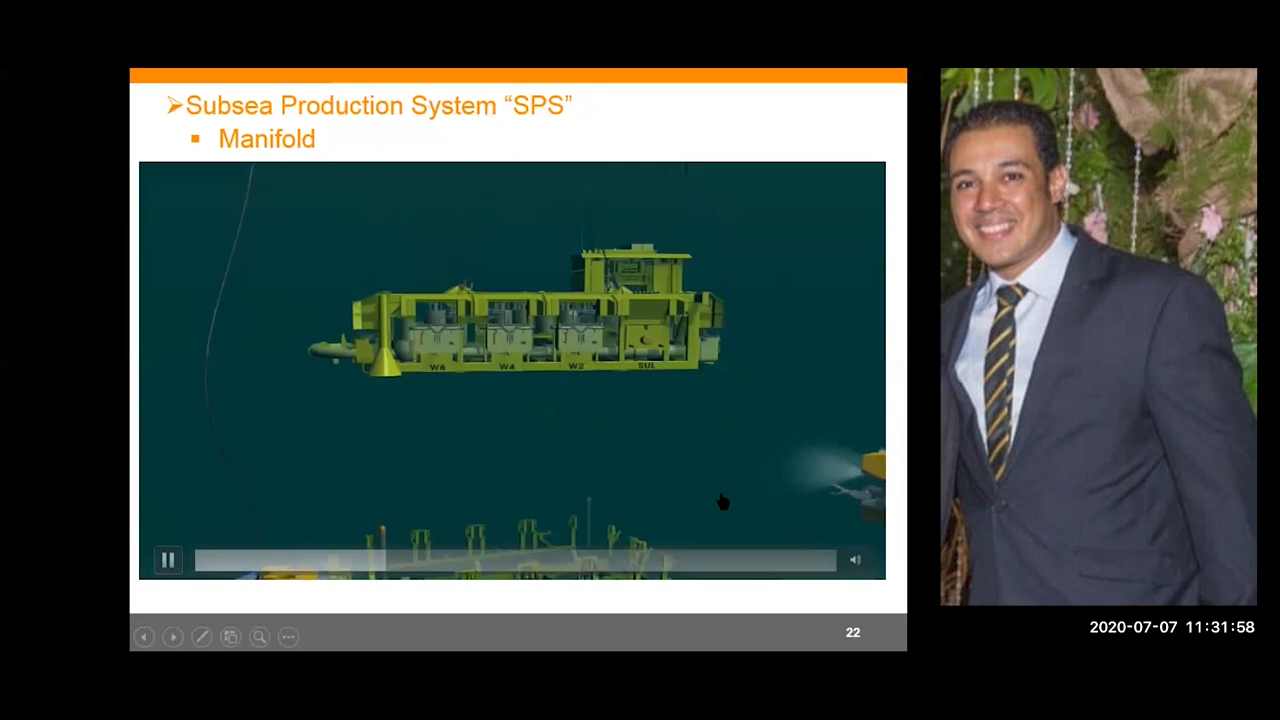 Subsea Production System “SPS”
Manifold
W6 W4 W2 SUL
22
2020-07-07 11:31:58